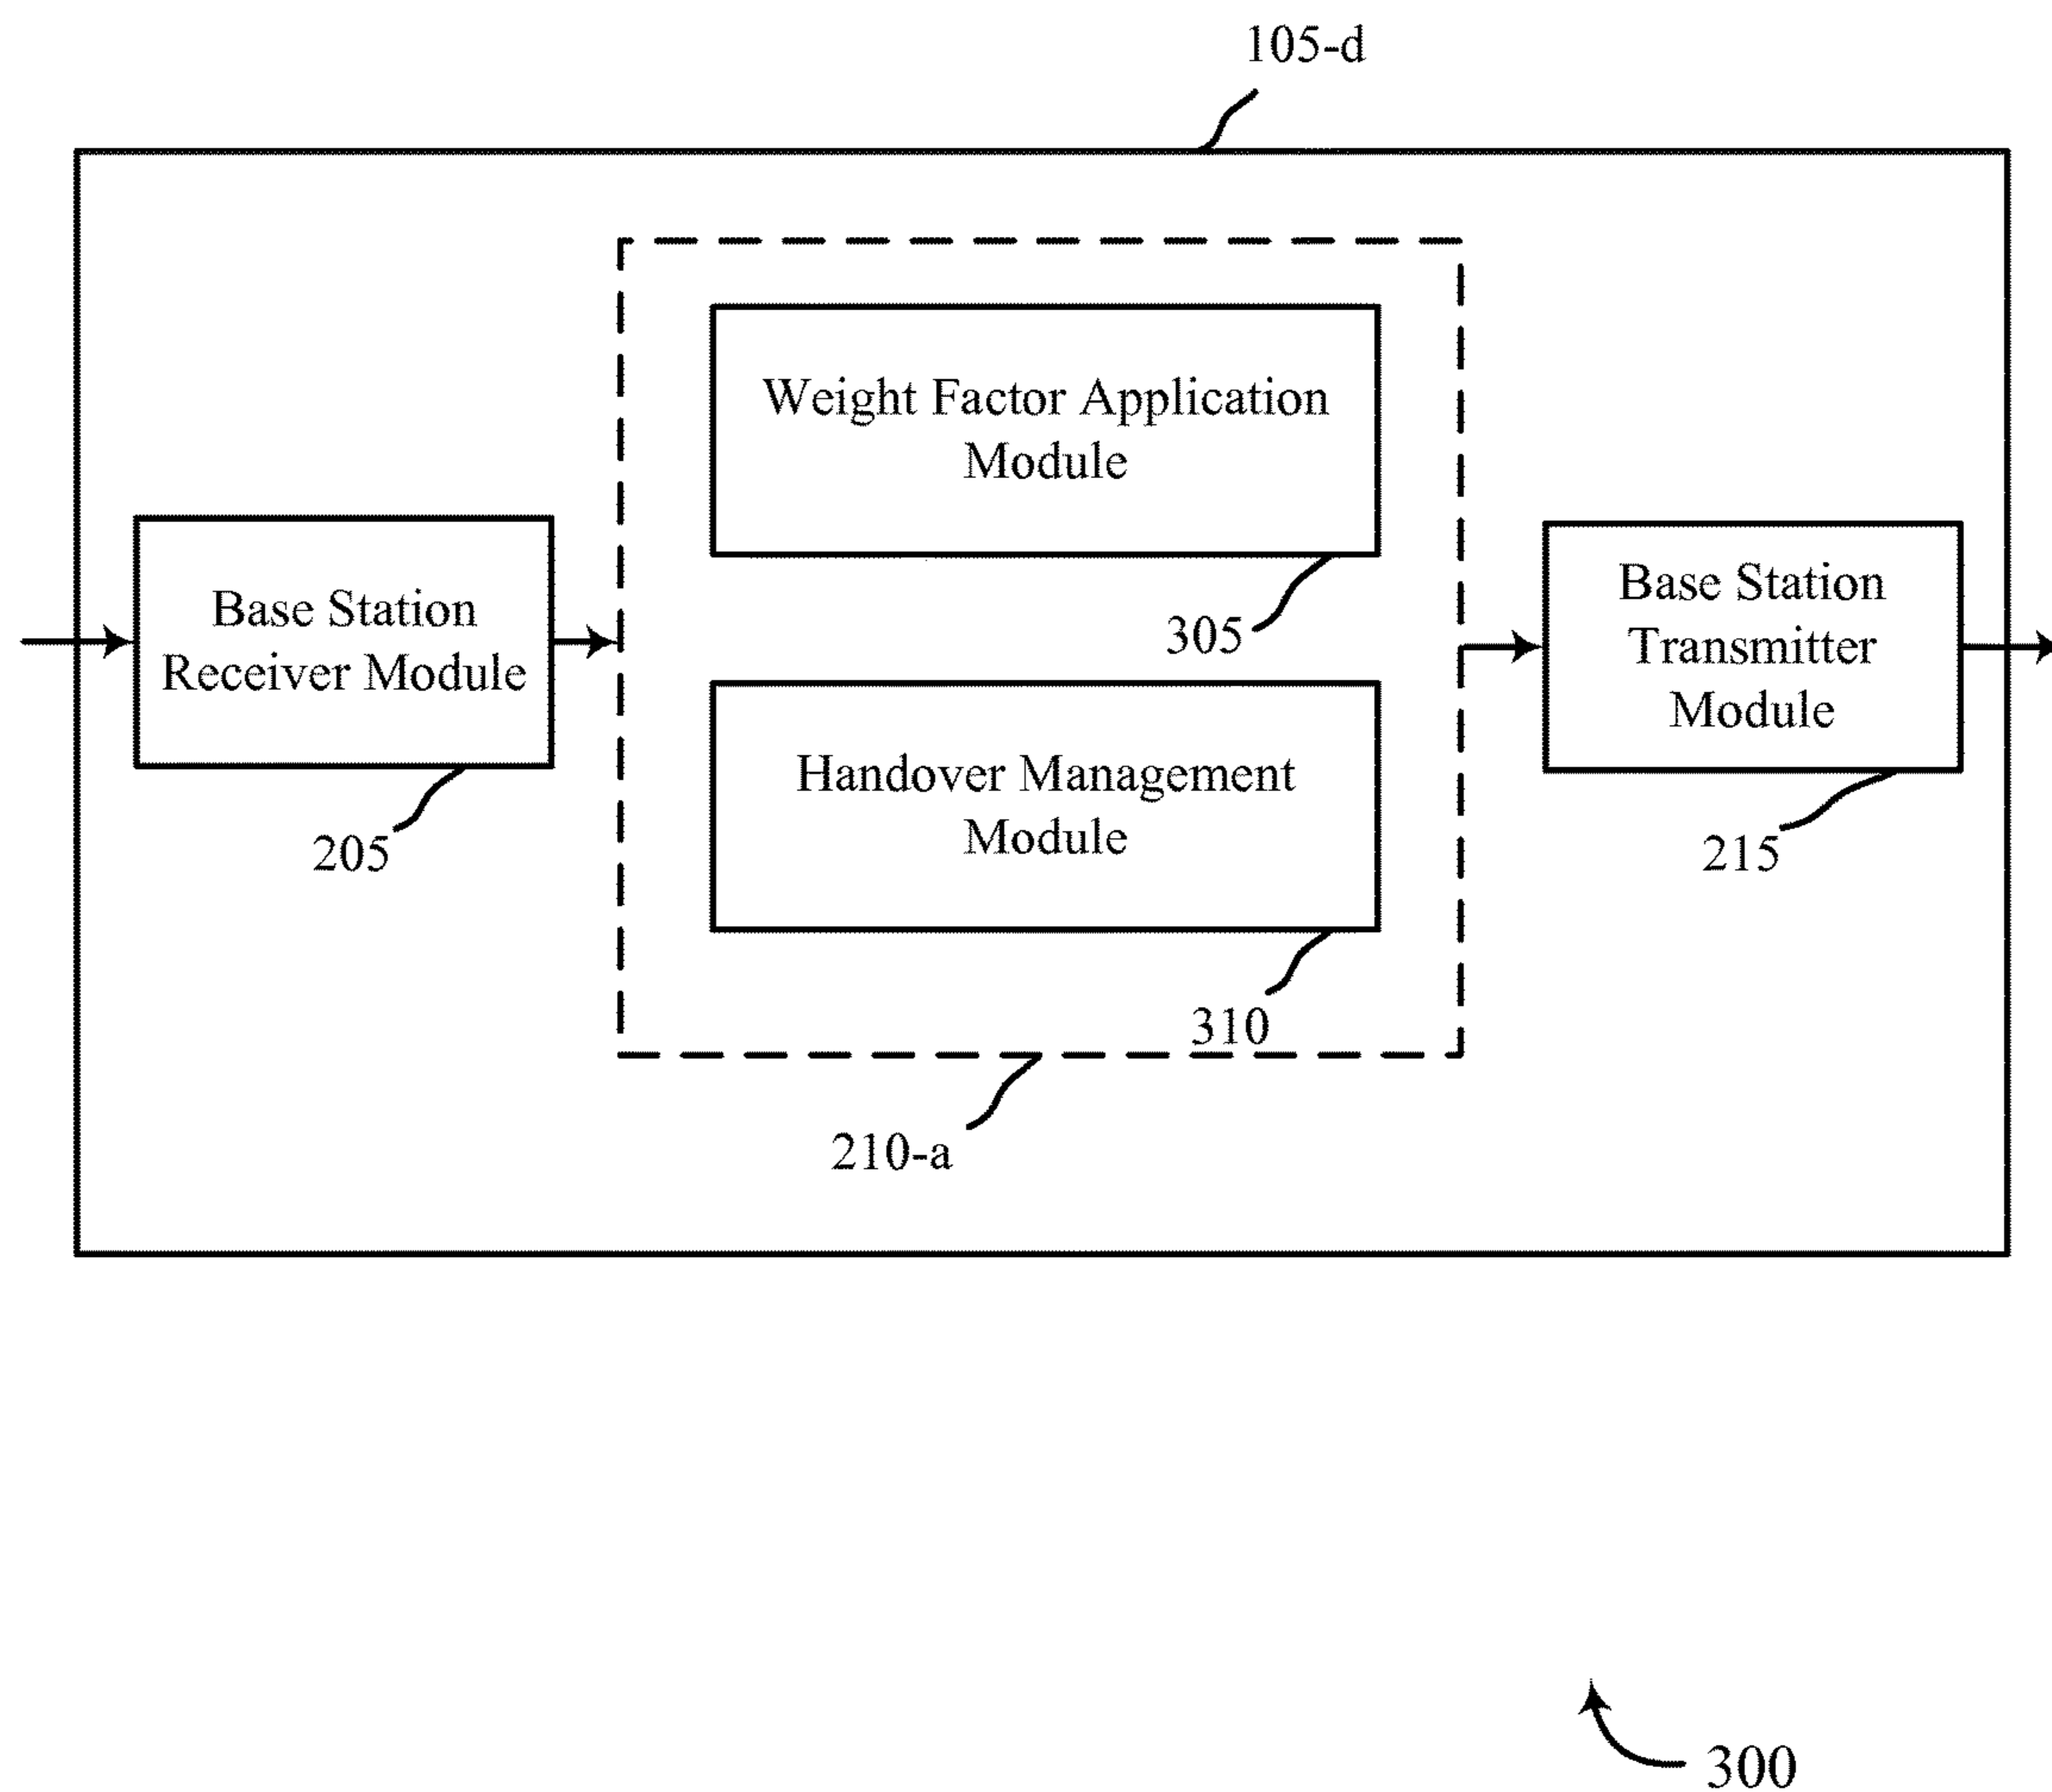 105-d
Weight Factor Application
Module
305
Base Station
Receiver Module
205
Handover Management
Module
310
210-a
Base Station
Transmitter
Module
215
300